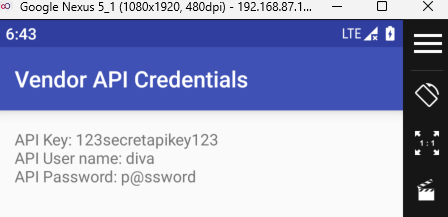 Google Nexus 5_1 (1080x1920, 480dpi) - 192.168.87.1...
6:43 LTE
Vendor API Credentials
1 : 1
API Key: 123secretapikey123
API User name: diva
API Password: p@ssword